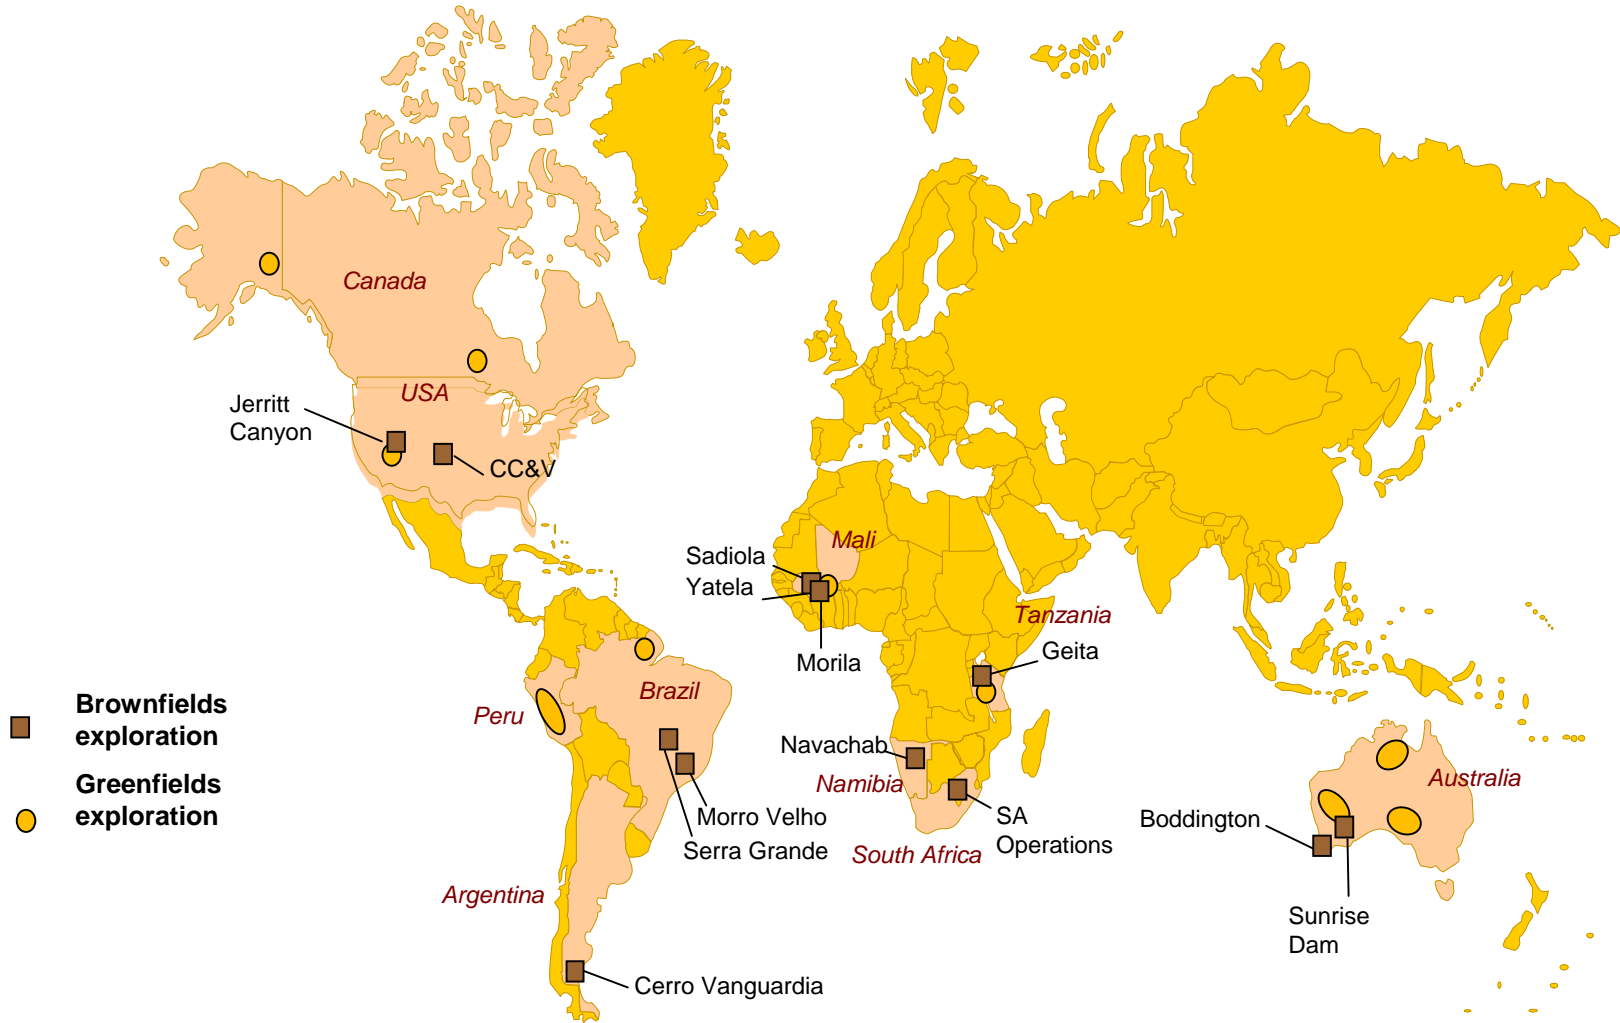 Canada
USA
Jerritt
Canyon
CC&V
Mali
Sadiola
Yatela
Morila
Tanzania
Geita
Brazil
Peru
Brownfields
exploration
Greenfields
exploration
Navachab
Namibia
SA
Operations
South Africa
Morro Velho
Serra Grande
Argentina
Cerro Vanguardia
Australia
Boddington
Sunrise
Dam